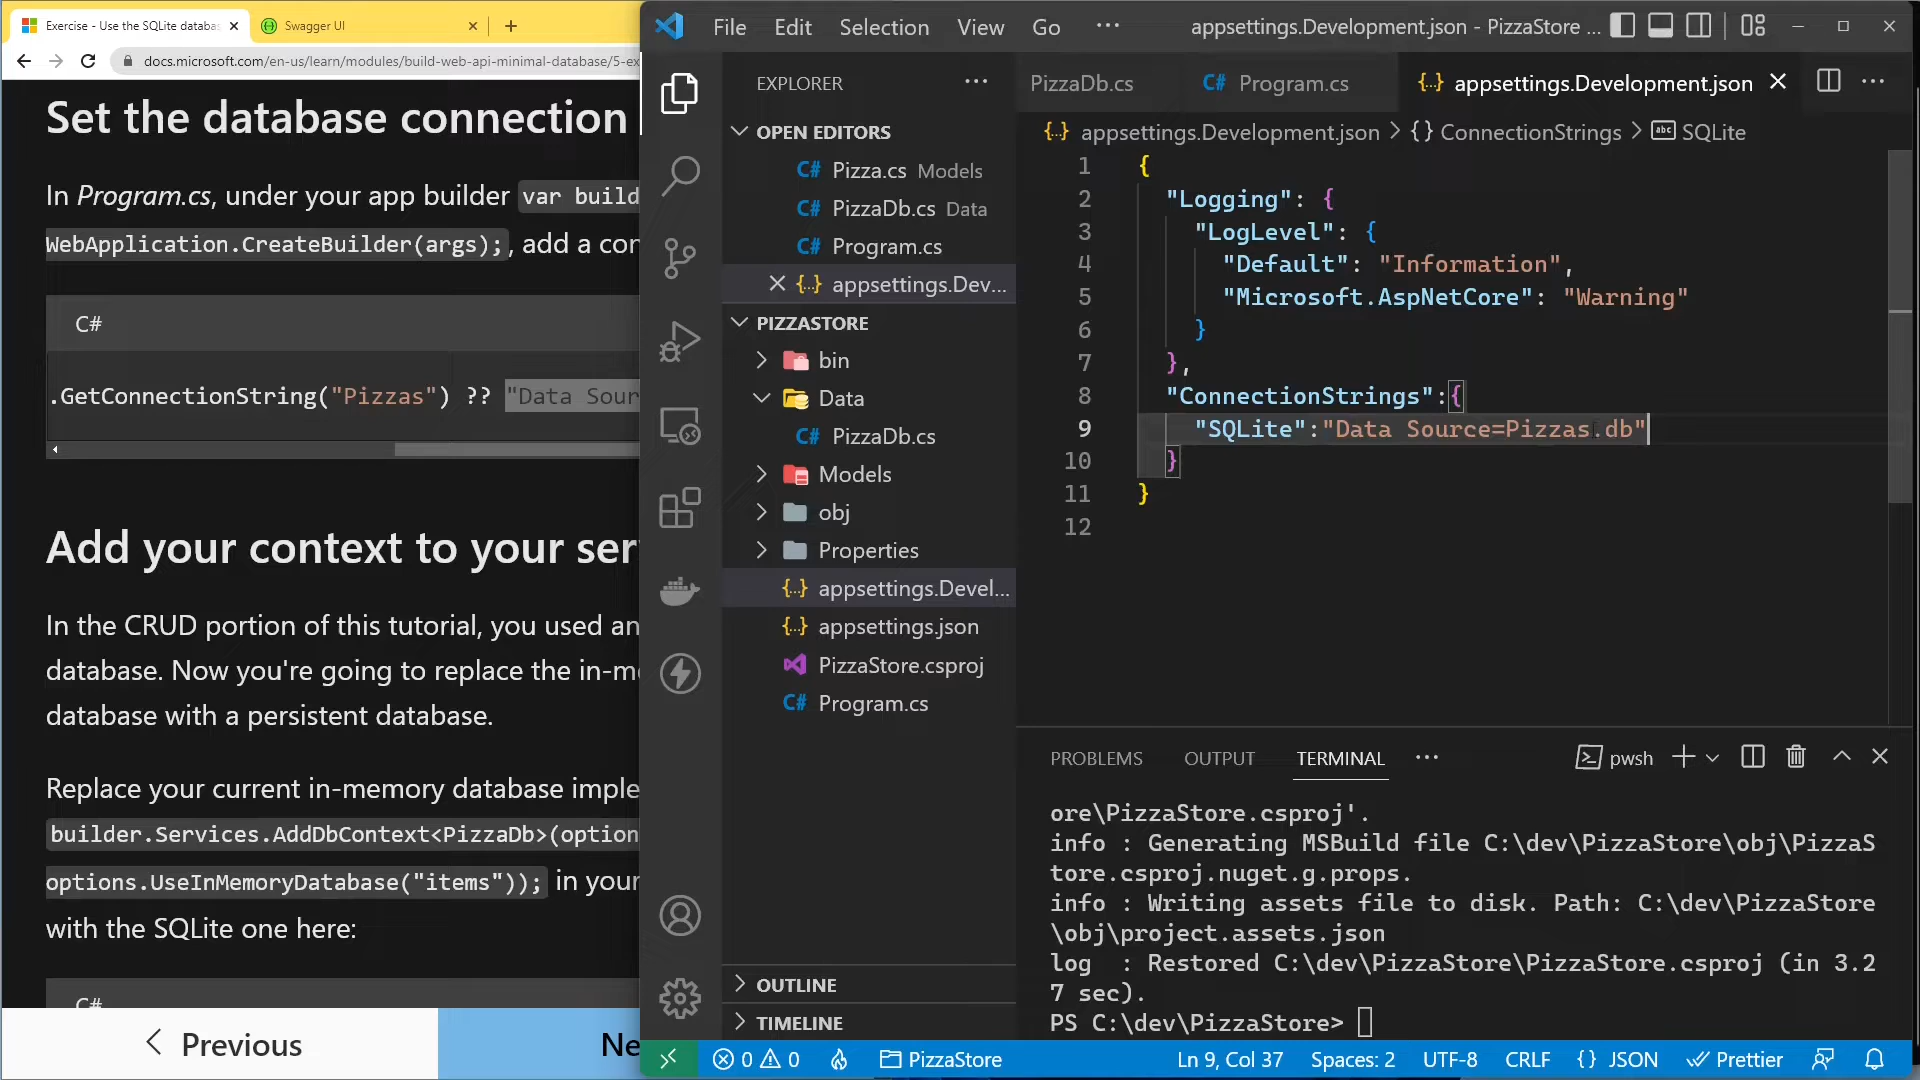 Exercise - Use the SQLite databas
Swagger UI
docs.microsoft.com/en-us/learn/modules/build-web-api-minimal-database/5-ex
Set the database connection
In Program.cs, under your app builder var build
WebApplication.CreateBuilder(args);, add a con
C#
.GetConnectionString("Pizzas") ?? "Data Sour
Add your context to your ser
In the CRUD portion of this tutorial, you used an
database. Now you're going to replace the in-m
database with a persistent database.
Replace your current in-memory database imple
builder.Services.AddDbContext<PizzaDb>(option
options.UseInMemoryDatabase("items")); in your
with the SQLite one here:
C#
Previous
Ne
File Edit Selection View Go ···
appsettings.Development.json - PizzaStore ...
EXPLORER
OPEN EDITORS
C# Pizza.cs Models
C# PizzaDb.cs Data
C# Program.cs
{..} appsettings.Dev...
PIZZASTORE
bin
Data
C# PizzaDb.cs
Models
obj
Properties
{..} appsettings.Devel...
{..} appsettings.json
PizzaStore.csproj
C# Program.cs
OUTLINE
TIMELINE
PizzaDb.cs
C# Program.cs
{..} appsettings.Development.json
{..} appsettings.Development.json > {} ConnectionStrings > abc SQLite
1 {
2 "Logging": {
3 "LogLevel": {
4 "Default": "Information",
5 "Microsoft.AspNetCore": "Warning"
6 }
7 },
8 "ConnectionStrings":{
9 "SQLite":"Data Source=Pizzas.db"
10 }
11 }
12
PROBLEMS OUTPUT TERMINAL ··· pwsh
ore\PizzaStore.csproj'.
info : Generating MSBuild file C:\dev\PizzaStore\obj\PizzaS
tore.csproj.nuget.g.props.
info : Writing assets file to disk. Path: C:\dev\PizzaStore
\obj\project.assets.json
log  : Restored C:\dev\PizzaStore\PizzaStore.csproj (in 3.2
7 sec).
PS C:\dev\PizzaStore>
0 0 PizzaStore Ln 9, Col 37 Spaces: 2 UTF-8 CRLF {} JSON Prettier